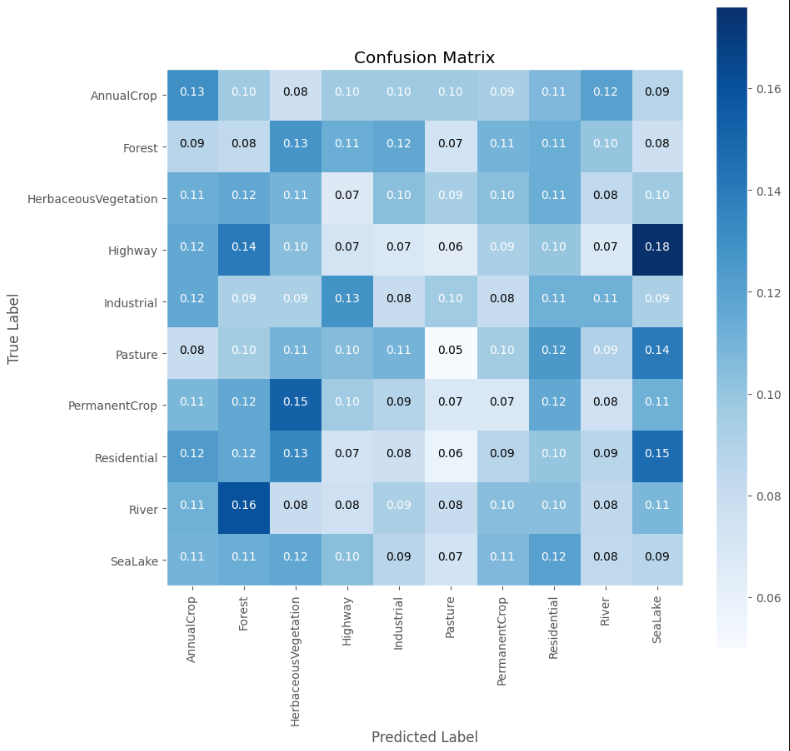 Confusion Matrix
True Label
AnnualCrop 0.13 0.10 0.08 0.10 0.10 0.10 0.09 0.11 0.12 0.09
Forest 0.09 0.08 0.13 0.11 0.12 0.07 0.11 0.11 0.10 0.08
HerbaceousVegetation 0.11 0.12 0.11 0.07 0.10 0.09 0.10 0.11 0.08 0.10
Highway 0.12 0.14 0.10 0.07 0.07 0.06 0.09 0.10 0.07 0.18
Industrial 0.12 0.09 0.09 0.13 0.08 0.10 0.08 0.11 0.11 0.09
Pasture 0.08 0.10 0.11 0.10 0.11 0.05 0.10 0.12 0.09 0.14
PermanentCrop 0.11 0.12 0.15 0.10 0.09 0.07 0.07 0.12 0.08 0.11
Residential 0.12 0.12 0.13 0.07 0.08 0.06 0.09 0.10 0.09 0.15
River 0.11 0.16 0.08 0.08 0.09 0.08 0.10 0.10 0.08 0.11
SeaLake 0.11 0.11 0.12 0.10 0.09 0.07 0.11 0.12 0.08 0.09
AnnualCrop
Forest
HerbaceousVegetation
Highway
Industrial
Pasture
PermanentCrop
Residential
River
SeaLake
Predicted Label
0.16
0.14
0.12
0.10
0.08
0.06